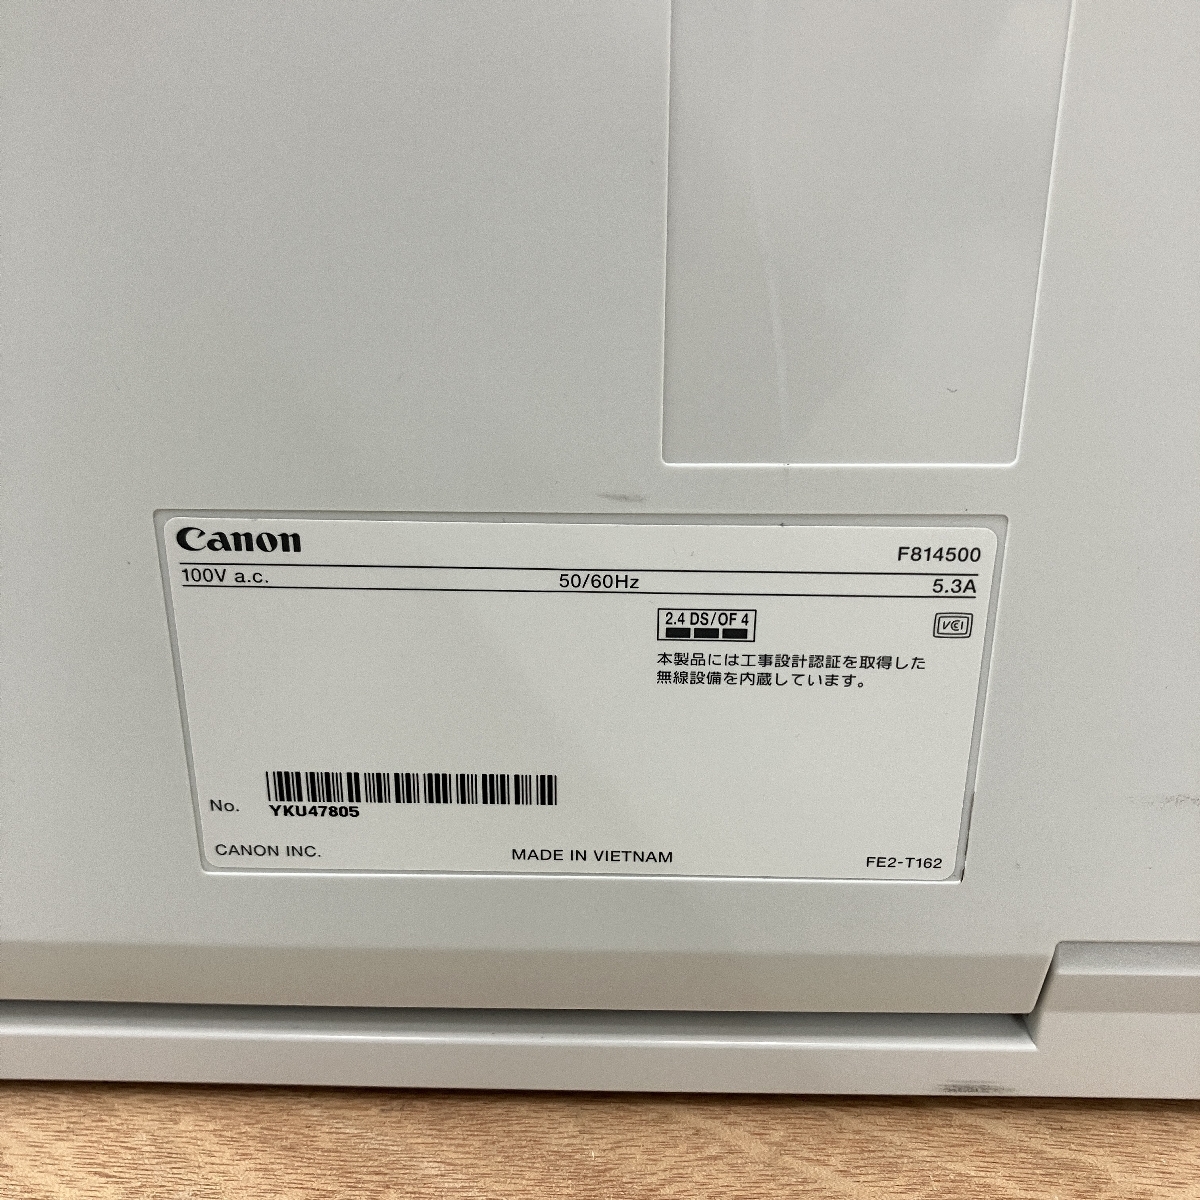 Canon
F814500
100V a.c. 50/60Hz 5.3A
2.4 DS/OF 4
VCI
本製品には工事設計認証を取得した
無線設備を内蔵しています。
No. YKU47805
CANON INC. MADE IN VIETNAM FE2-T162